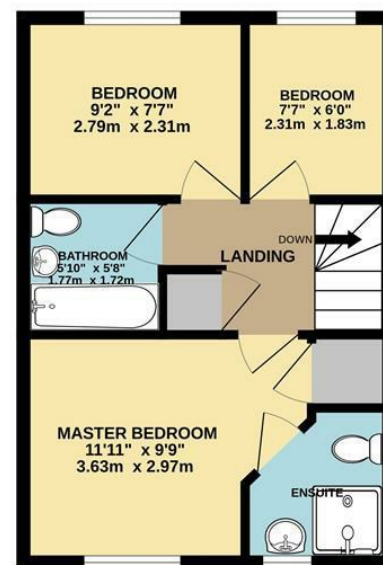 BEDROOM
9'2" x 7'7"
2.79m x 2.31m
BEDROOM
7'7" x 6'0"
2.31m x 1.83m
BATHROOM
5'10" x 5'8"
1.77m x 1.72m
LANDING
DOWN
MASTER BEDROOM
11'11" x 9'9"
3.63m x 2.97m
ENSUITE